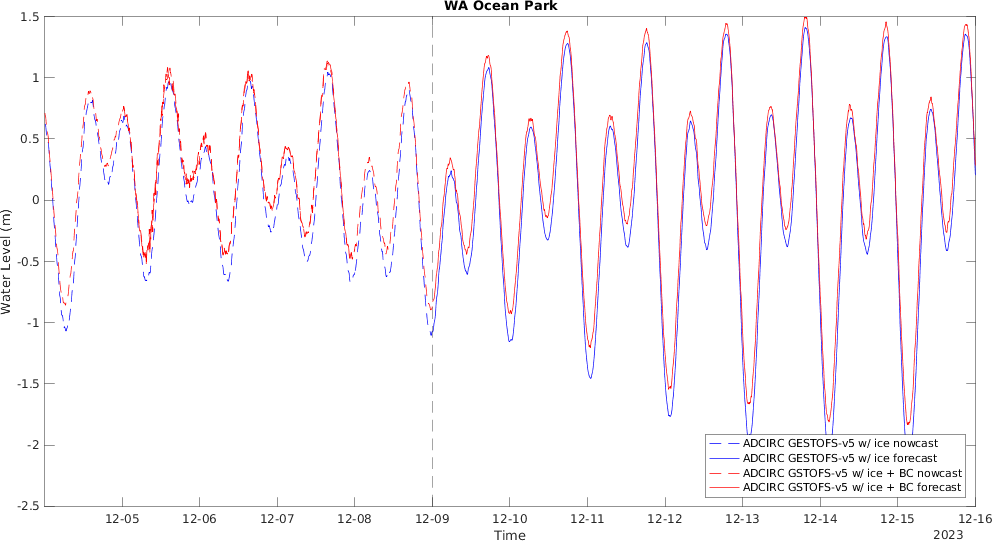 WA Ocean Park
Water Level (m)
1.5
1
0.5
0
-0.5
-1
-1.5
-2
-2.5
ADCIRC GESTOFS-v5 w/ ice nowcast
ADCIRC GESTOFS-v5 w/ ice forecast
ADCIRC GSTOFS-v5 w/ ice + BC nowcast
ADCIRC GSTOFS-v5 w/ ice + BC forecast
12-05 12-06 12-07 12-08 12-09 12-10 12-11 12-12 12-13 12-14 12-15 12-16
Time
2023